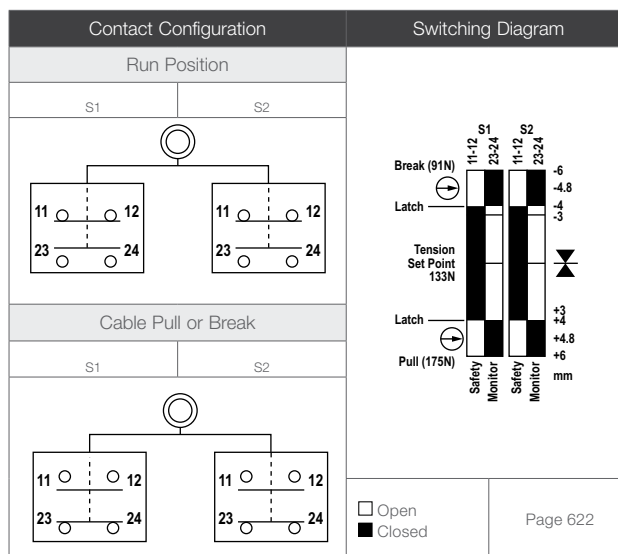 Contact Configuration
Switching Diagram
Run Position
S1 S2
11 12 11 12
23 24 23 24
Cable Pull or Break
S1 S2
11 12 11 12
23 24 23 24
S1 S2
11-12 23-24 11-12 23-24
Break (91N)
-6
-4.8
Latch
-4
-3
Tension
Set Point
133N
+3
Latch
+4
+4.8
Pull (175N)
+6
Safety Monitor Safety Monitor mm
Open
Closed
Page 622